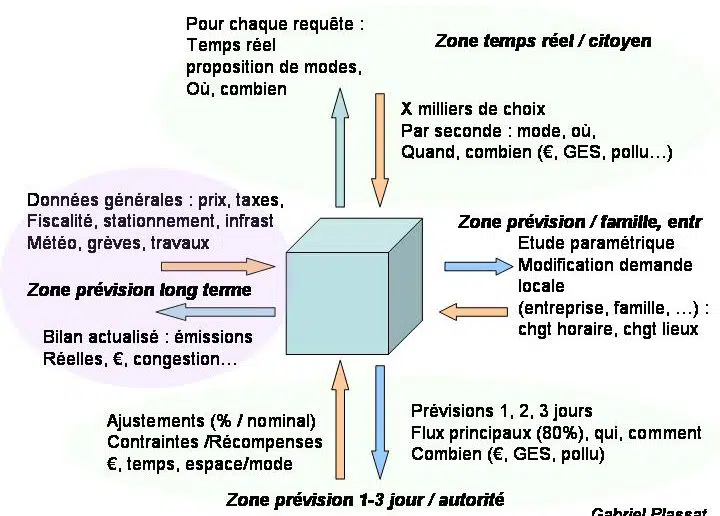 Pour chaque requête :
Temps réel
proposition de modes,
Où, combien
Zone temps réel / citoyen
X milliers de choix
Par seconde : mode, où,
Quand, combien (€, GES, pollu…)
Données générales : prix, taxes,
Fiscalité, stationnement, infrast
Météo, grèves, travaux
Zone prévision long terme
Bilan actualisé : émissions
Réelles, €, congestion…
Zone prévision / famille, entr
Etude paramétrique
Modification demande
locale
(entreprise, famille, …) :
chgt horaire, chgt lieux
Ajustements (% / nominal)
Contraintes /Récompenses
€, temps, espace/mode
Prévisions 1, 2, 3 jours
Flux principaux (80%), qui, comment
Combien (€, GES, pollu)
Zone prévision 1-3 jour / autorité
Gabriel Plassat